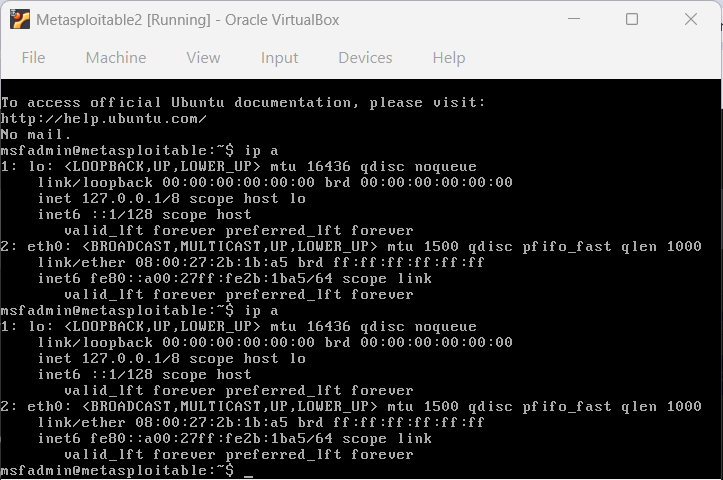 Metasploitable2 [Running] - Oracle VirtualBox
File Machine View Input Devices Help
To access official Ubuntu documentation, please visit:
http://help.ubuntu.com/
No mail.
msfadmin@metasploitable:~$ ip a
1: lo: <LOOPBACK,UP,LOWER_UP> mtu 16436 qdisc noqueue
    link/loopback 00:00:00:00:00:00 brd 00:00:00:00:00:00
    inet 127.0.0.1/8 scope host lo
    inet6 ::1/128 scope host
       valid_lft forever preferred_lft forever
2: eth0: <BROADCAST,MULTICAST,UP,LOWER_UP> mtu 1500 qdisc pfifo_fast qlen 1000
    link/ether 08:00:27:2b:1b:a5 brd ff:ff:ff:ff:ff:ff
    inet6 fe80::a00:27ff:fe2b:1ba5/64 scope link
       valid_lft forever preferred_lft forever
msfadmin@metasploitable:~$ ip a
1: lo: <LOOPBACK,UP,LOWER_UP> mtu 16436 qdisc noqueue
    link/loopback 00:00:00:00:00:00 brd 00:00:00:00:00:00
    inet 127.0.0.1/8 scope host lo
    inet6 ::1/128 scope host
       valid_lft forever preferred_lft forever
2: eth0: <BROADCAST,MULTICAST,UP,LOWER_UP> mtu 1500 qdisc pfifo_fast qlen 1000
    link/ether 08:00:27:2b:1b:a5 brd ff:ff:ff:ff:ff:ff
    inet6 fe80::a00:27ff:fe2b:1ba5/64 scope link
       valid_lft forever preferred_lft forever
msfadmin@metasploitable:~$ _